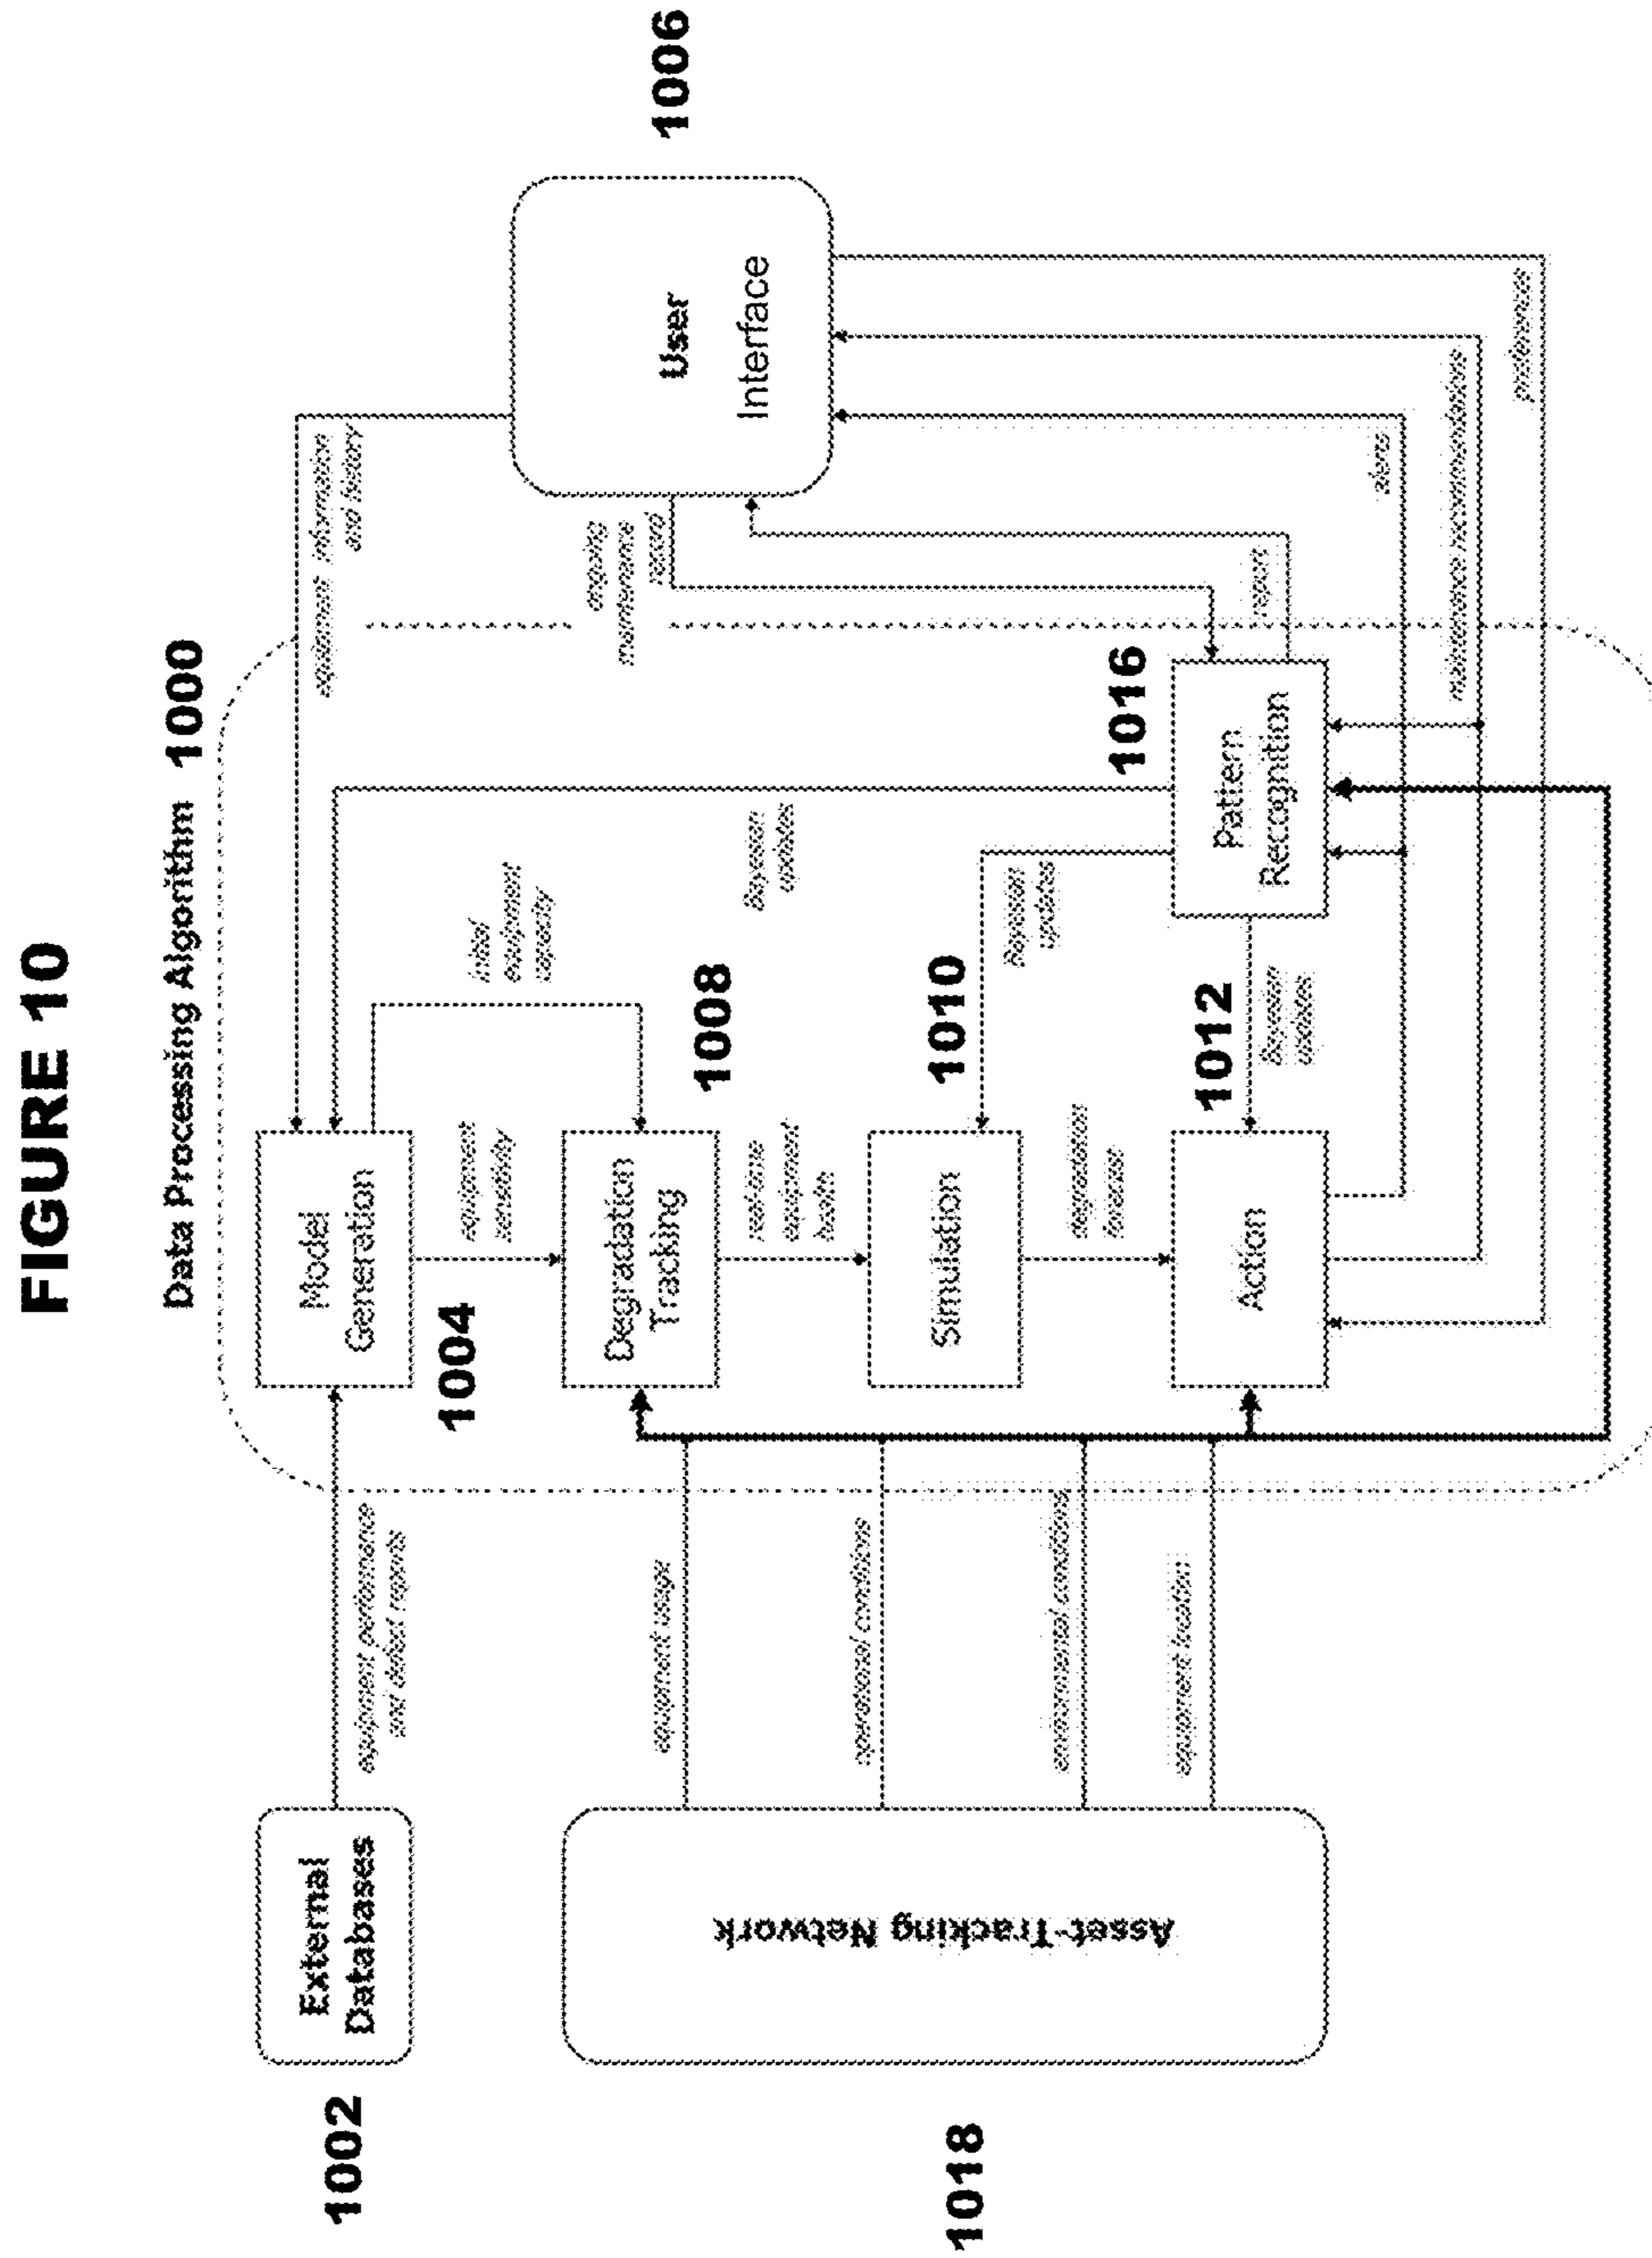 FIGURE 10
Data Processing Algorithm 1000
External
Databases
1002
equipment performance
and defect reports
Model
Generation
1004
equipment information
and history
initial
equipment
capacity
equipment
sensitivity
Bayesian
updates
User
Interface
1006
ongoing
maintenance
record
Degradation
Tracking
1008
real-time
equipment
health
Asset-Tracking Network
1018
equipment usage
operational conditions
environmental conditions
equipment location
Simulation
1010
Bayesian
updates
degradation
forecast
Action
1012
Bayesian
updates
Pattern
Recognition
1016
report
alerts
maintenance recommendations
preferences